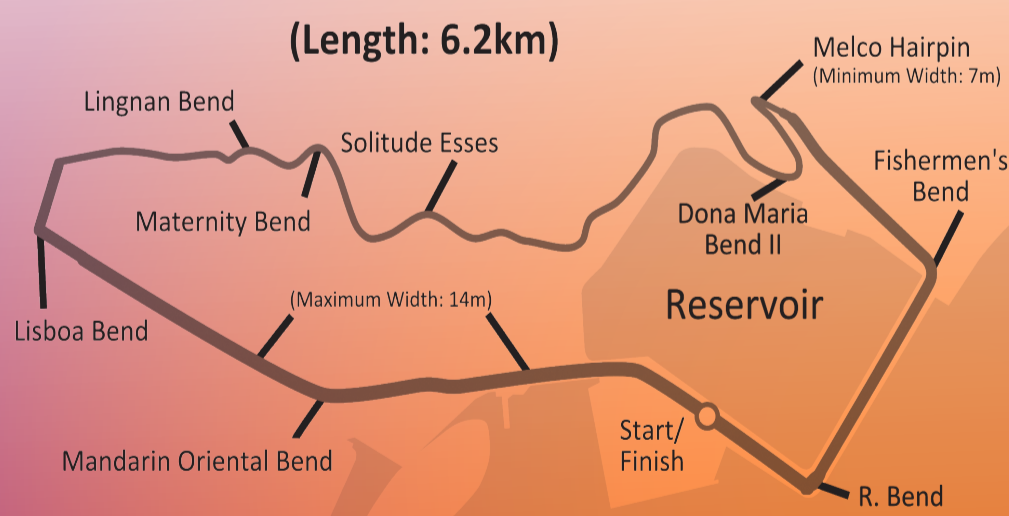 (Length: 6.2km)
Melco Hairpin
(Minimum Width: 7m)
Lingnan Bend
Solitude Esses
Fishermen's
Bend
Maternity Bend
Dona Maria
Bend II
(Maximum Width: 14m)
Reservoir
Lisboa Bend
Start/
Finish
Mandarin Oriental Bend
R. Bend